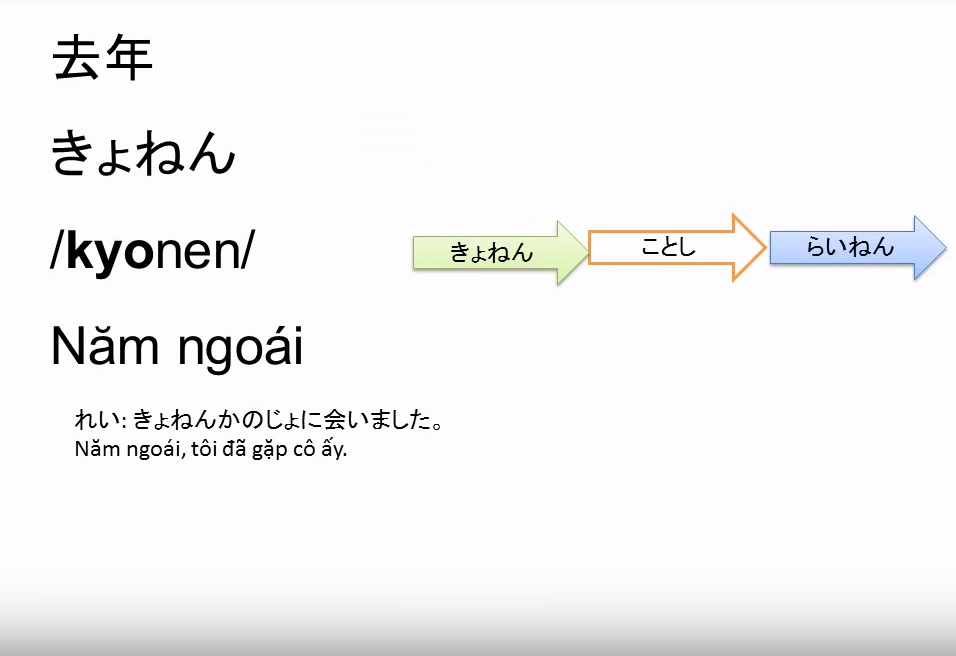 去年
きょねん
/kyonen/
きょねん
ことし
らいねん
Năm ngoái
れい: きょねんかのじょに会いました。
Năm ngoái, tôi đã gặp cô ấy.